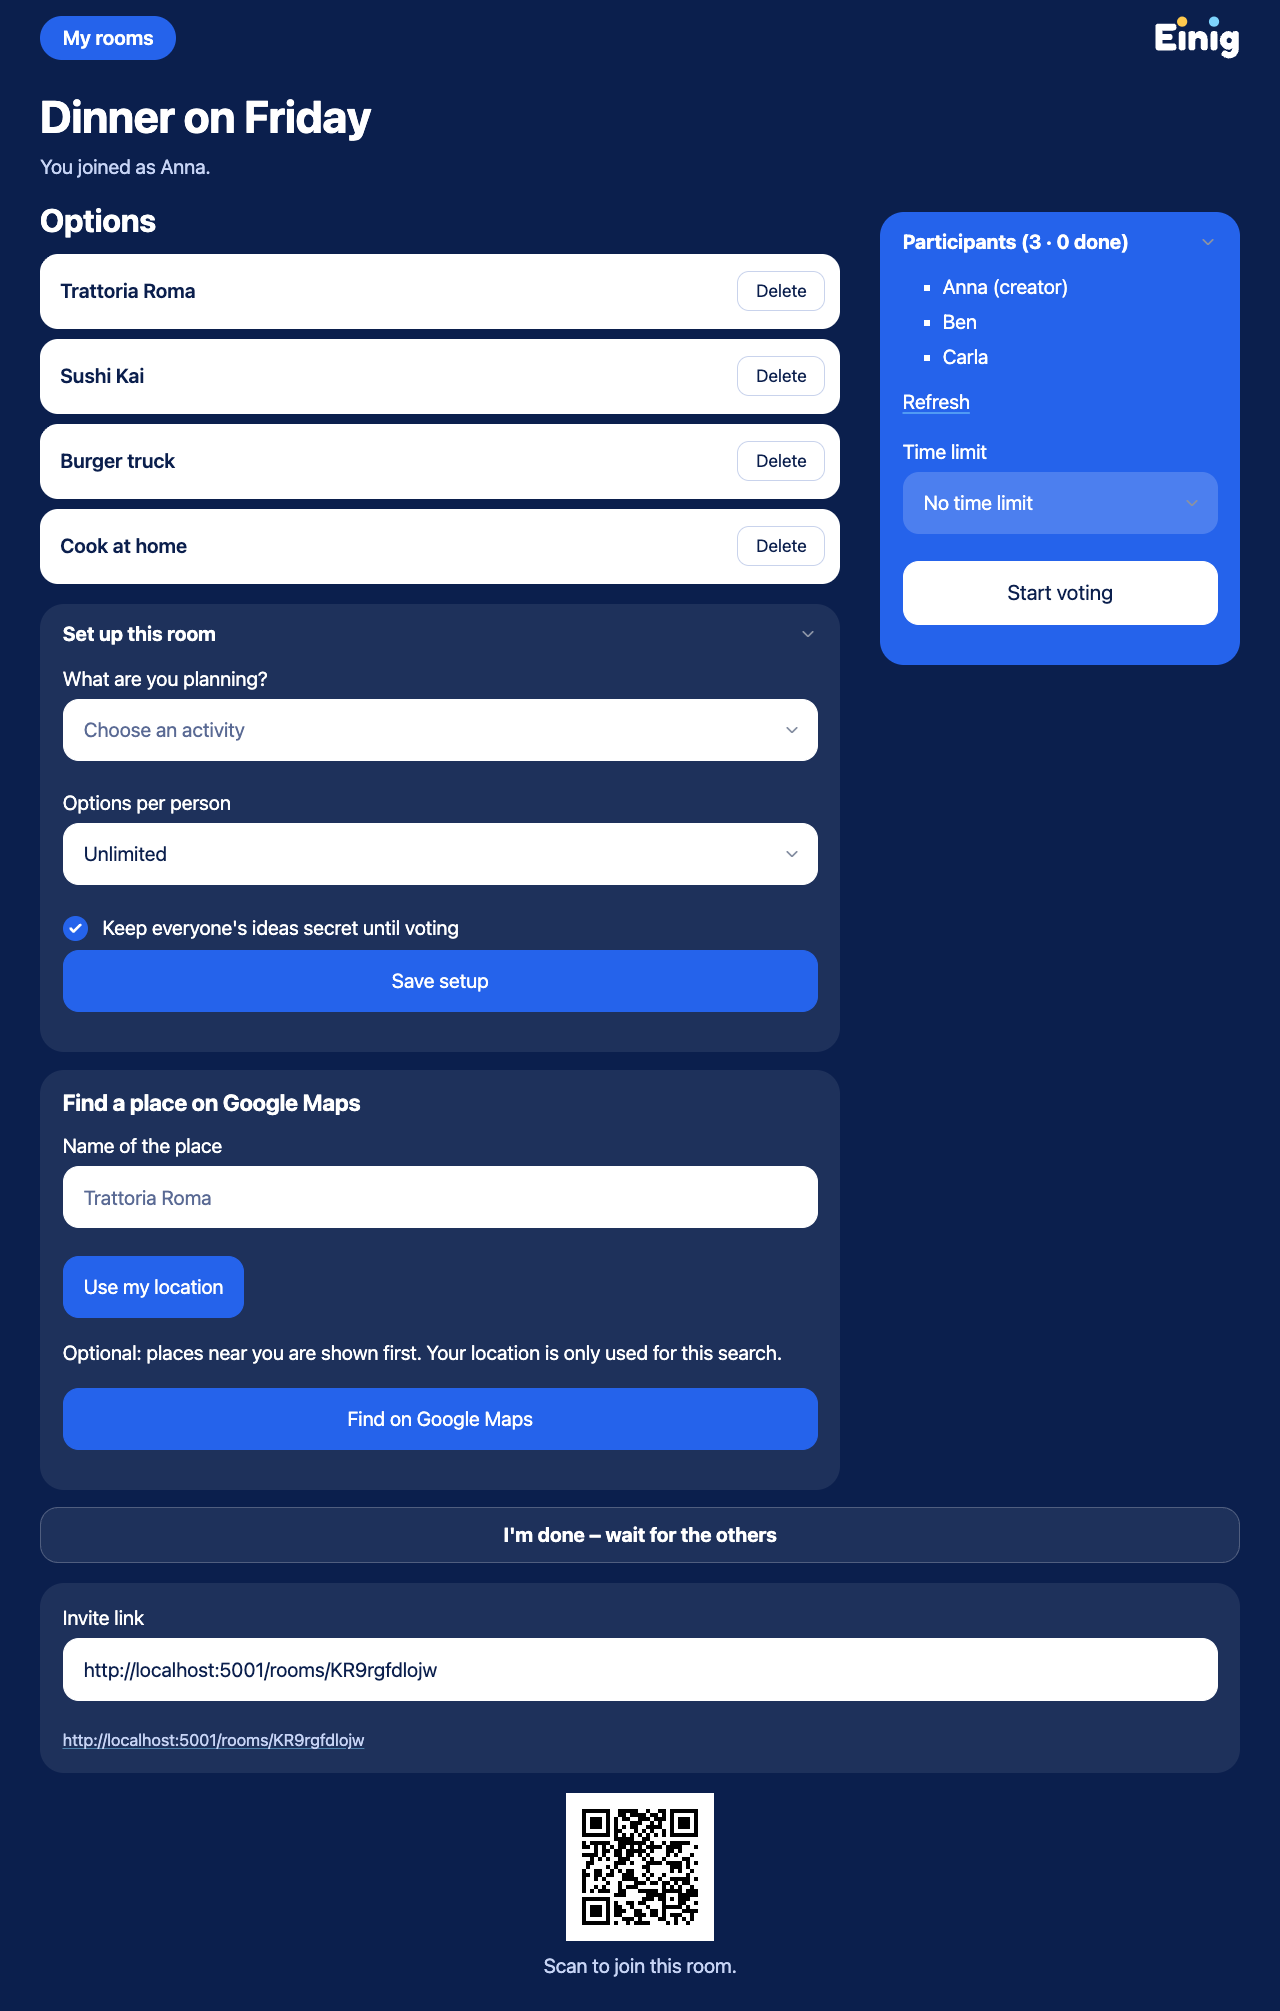 My rooms
Einig
Dinner on Friday
You joined as Anna.
Options
Trattoria Roma
Delete
Sushi Kai
Delete
Burger truck
Delete
Cook at home
Delete
Participants (3 · 0 done)
Anna (creator)
Ben
Carla
Refresh
Time limit
No time limit
Start voting
Set up this room
What are you planning?
Choose an activity
Options per person
Unlimited
Keep everyone's ideas secret until voting
Save setup
Find a place on Google Maps
Name of the place
Trattoria Roma
Use my location
Optional: places near you are shown first. Your location is only used for this search.
Find on Google Maps
I'm done – wait for the others
Invite link
http://localhost:5001/rooms/KR9rgfdlojw
http://localhost:5001/rooms/KR9rgfdlojw
Scan to join this room.